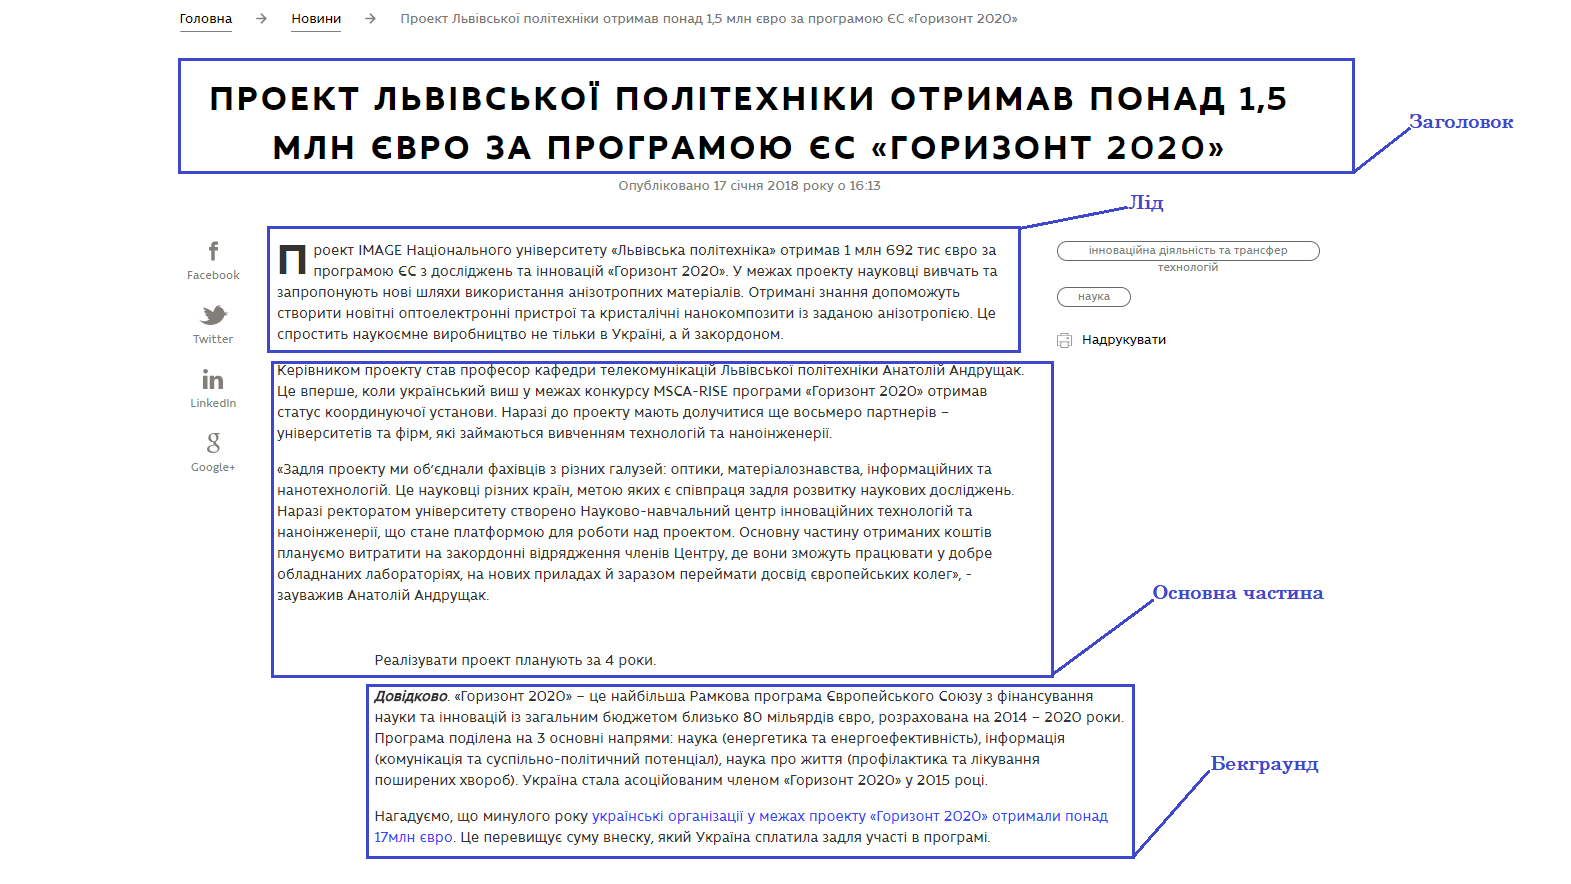 Головна → Новини → Проект Львівської політехніки отримав понад 1,5 млн євро за програмою ЄС «Горизонт 2020»
ПРОЕКТ ЛЬВІВСЬКОЇ ПОЛІТЕХНІКИ ОТРИМАВ ПОНАД 1,5
МЛН ЄВРО ЗА ПРОГРАМОЮ ЄС «ГОРИЗОНТ 2020»
Заголовок
Опубліковано 17 січня 2018 року о 16:13
Лід
Facebook
Twitter
LinkedIn
Google+
Проект IMAGE Національного університету «Львівська політехніка» отримав 1 млн 692 тис євро за
програмою ЄС з досліджень та інновацій «Горизонт 2020». У межах проекту науковці вивчать та
запропонують нові шляхи використання анізотропних матеріалів. Отримані знання допоможуть
створити новітні оптоелектронні пристрої та кристалічні нанокомпозити із заданою анізотропією. Це
спростить наукоємне виробництво не тільки в Україні, а й закордоном.
інноваційна діяльність та трансфер
технологій
наука
Надрукувати
Керівником проекту став професор кафедри телекомунікацій Львівської політехніки Анатолій Андрущак.
Це вперше, коли український виш у межах конкурсу MSCA-RISE програми «Горизонт 2020» отримав
статус координуючої установи. Наразі до проекту мають долучитися ще восьмеро партнерів –
університетів та фірм, які займаються вивченням технологій та наноінженерії.
«Задля проекту ми об’єднали фахівців з різних галузей: оптики, матеріалознавства, інформаційних та
нанотехнологій. Це науковці різних країн, метою яких є співпраця задля розвитку наукових досліджень.
Наразі ректоратом університету створено Науково-навчальний центр інноваційних технологій та
наноінженерії, що стане платформою для роботи над проектом. Основну частину отриманих коштів
плануємо витратити на закордонні відрядження членів Центру, де вони зможуть працювати у добре
обладнаних лабораторіях, на нових приладах й заразом переймати досвід європейських колег», -
зауважив Анатолій Андрущак.
Основна частина
Реалізувати проект планують за 4 роки.
Довідково. «Горизонт 2020» – це найбільша Рамкова програма Європейського Союзу з фінансування
науки та інновацій із загальним бюджетом близько 80 мільярдів євро, розрахована на 2014 – 2020 роки.
Програма поділена на 3 основні напрями: наука (енергетика та енергоефективність), інформація
(комунікація та суспільно-політичний потенціал), наука про життя (профілактика та лікування
поширених хвороб). Україна стала асоційованим членом «Горизонт 2020» у 2015 році.
Бекграунд
Нагадуємо, що минулого року українські організації у межах проекту «Горизонт 2020» отримали понад
17млн євро. Це перевищує суму внеску, який Україна сплатила задля участі в програмі.